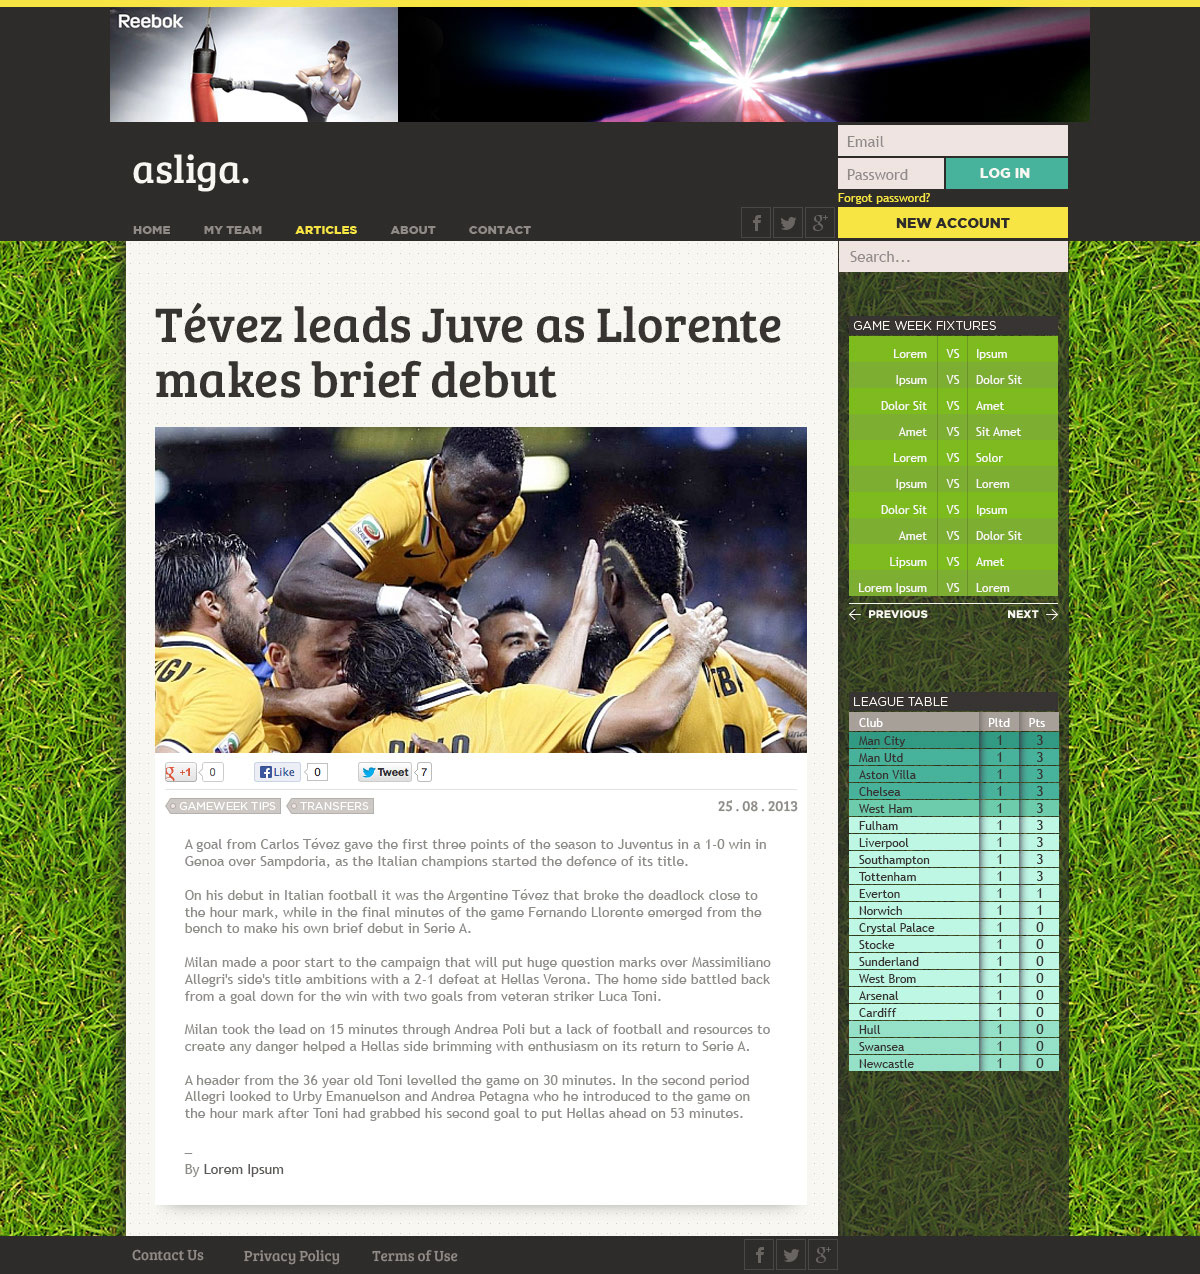 Reebok
asligа.
Email
Password
LOG IN
Forgot password?
NEW ACCOUNT
HOME MY TEAM ARTICLES ABOUT CONTACT
Search...
Tévez leads Juve as Llorente
makes brief debut
g +1 0 Like 0 Tweet 7
GAMEWEEK TIPS TRANSFERS 25 . 08 . 2013
A goal from Carlos Tévez gave the first three points of the season to Juventus in a 1-0 win in
Genoa over Sampdoria, as the Italian champions started the defence of its title.
On his debut in Italian football it was the Argentine Tévez that broke the deadlock close to
the hour mark, while in the final minutes of the game Fernando Llorente emerged from the
bench to make his own brief debut in Serie A.
Milan made a poor start to the campaign that will put huge question marks over Massimiliano
Allegri's side's title ambitions with a 2-1 defeat at Hellas Verona. The home side battled back
from a goal down for the win with two goals from veteran striker Luca Toni.
Milan took the lead on 15 minutes through Andrea Poli but a lack of football and resources to
create any danger helped a Hellas side brimming with enthusiasm on its return to Serie A.
A header from the 36 year old Toni levelled the game on 30 minutes. In the second period
Allegri looked to Urby Emanuelson and Andrea Petagna who he introduced to the game on
the hour mark after Toni had grabbed his second goal to put Hellas ahead on 53 minutes.
_
By Lorem Ipsum
GAME WEEK FIXTURES
Lorem VS Ipsum
Ipsum VS Dolor Sit
Dolor Sit VS Amet
Amet VS Sit Amet
Lorem VS Solor
Ipsum VS Lorem
Dolor Sit VS Ipsum
Amet VS Dolor Sit
Lipsum VS Amet
Lorem Ipsum VS Lorem
PREVIOUS NEXT
LEAGUE TABLE
Club Pltd Pts
Man City 1 3
Man Utd 1 3
Aston Villa 1 3
Chelsea 1 3
West Ham 1 3
Fulham 1 3
Liverpool 1 3
Southampton 1 3
Tottenham 1 3
Everton 1 1
Norwich 1 1
Crystal Palace 1 0
Stocke 1 0
Sunderland 1 0
West Brom 1 0
Arsenal 1 0
Cardiff 1 0
Hull 1 0
Swansea 1 0
Newcastle 1 0
Contact Us Privacy Policy Terms of Use